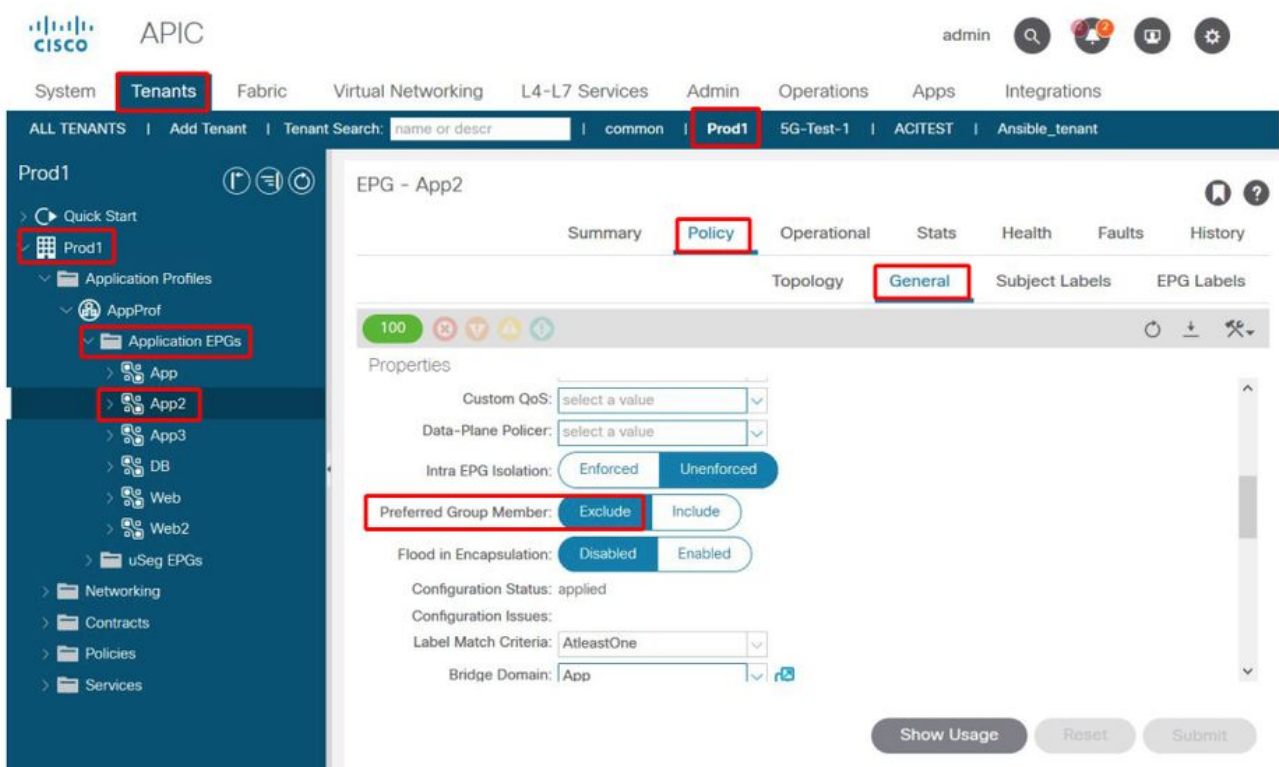 CISCO APIC admin 2
System Tenants Fabric Virtual Networking L4-L7 Services Admin Operations Apps Integrations
ALL TENANTS | Add Tenant | Tenant Search: name or descr | common | Prod1 5G-Test-1 | ACITEST | Ansible_tenant
Prod1
Quick Start
Prod1
Application Profiles
AppProf
Application EPGs
App
App2
App3
DB
Web
Web2
uSeg EPGs
Networking
Contracts
Policies
Services
EPG - App2
Summary Policy Operational Stats Health Faults History
Topology General Subject Labels EPG Labels
100
Properties
Custom QoS: select a value
Data-Plane Policer: select a value
Intra EPG Isolation: Enforced Unenforced
Preferred Group Member: Exclude Include
Flood in Encapsulation: Disabled Enabled
Configuration Status: applied
Configuration Issues:
Label Match Criteria: AtleastOne
Bridge Domain: App
Show Usage Reset Submit